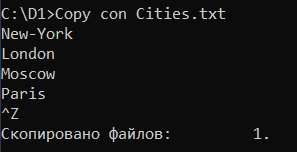 C:\D1>Copy con Cities.txt
New-York
London
Moscow
Paris
^Z
Скопировано файлов:         1.